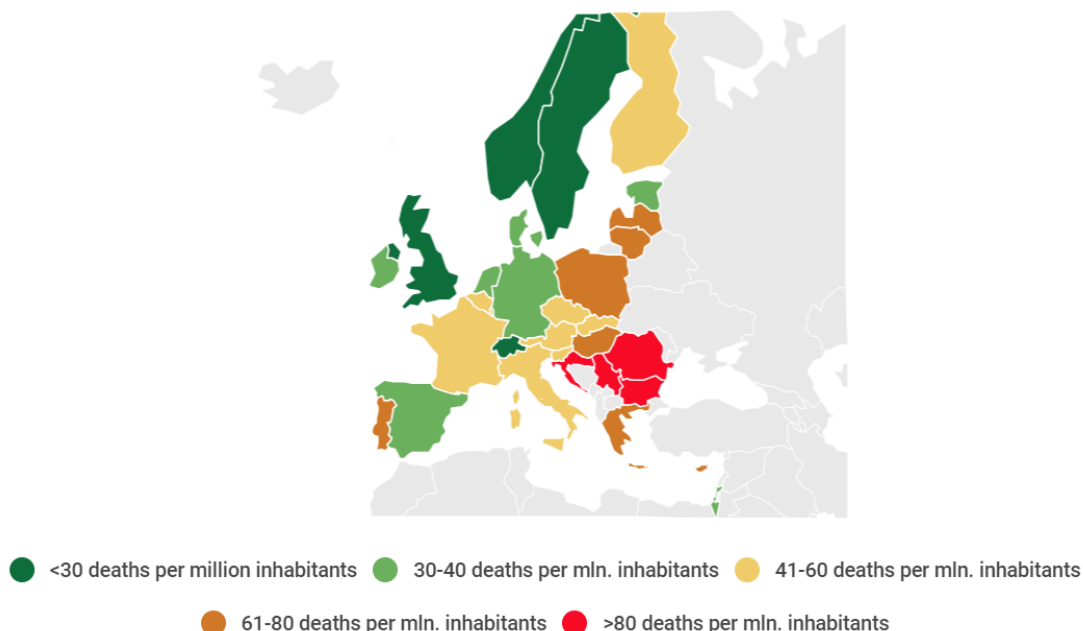 <30 deaths per million inhabitants 30-40 deaths per mln. inhabitants 41-60 deaths per mln. inhabitants
61-80 deaths per mln. inhabitants >80 deaths per mln. inhabitants